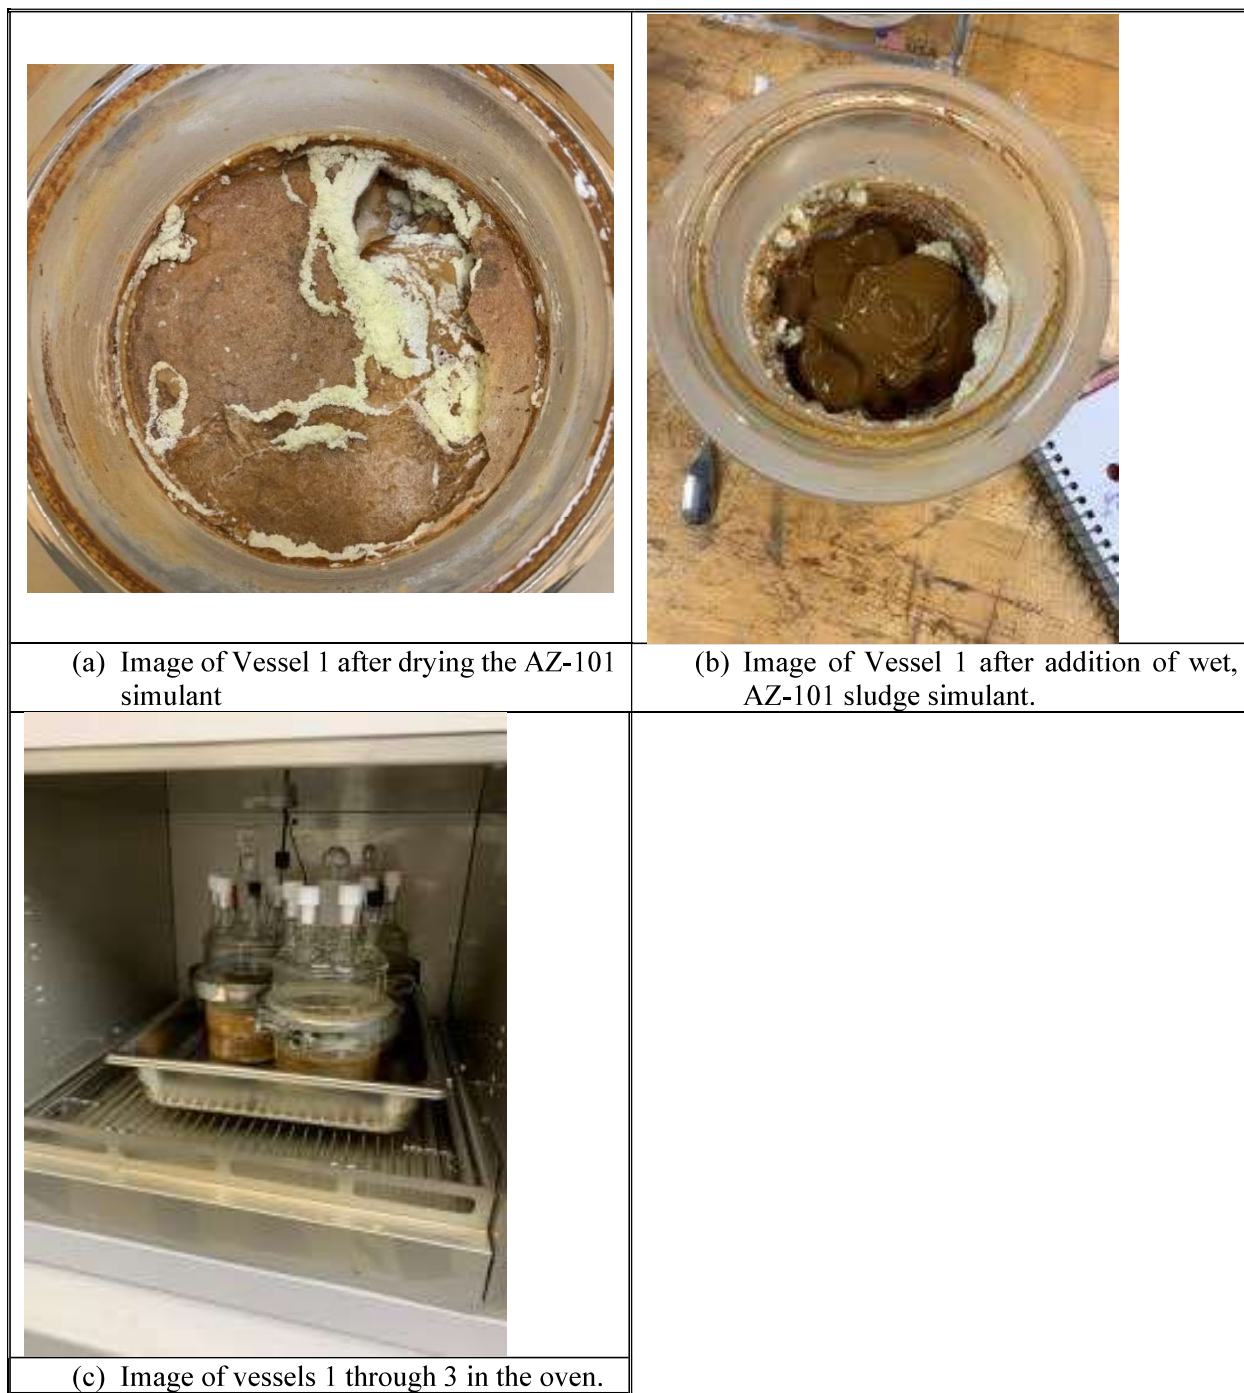 USA
(a) Image of Vessel 1 after drying the AZ-101
simulant
(b) Image of Vessel 1 after addition of wet,
AZ-101 sludge simulant.
(c) Image of vessels 1 through 3 in the oven.